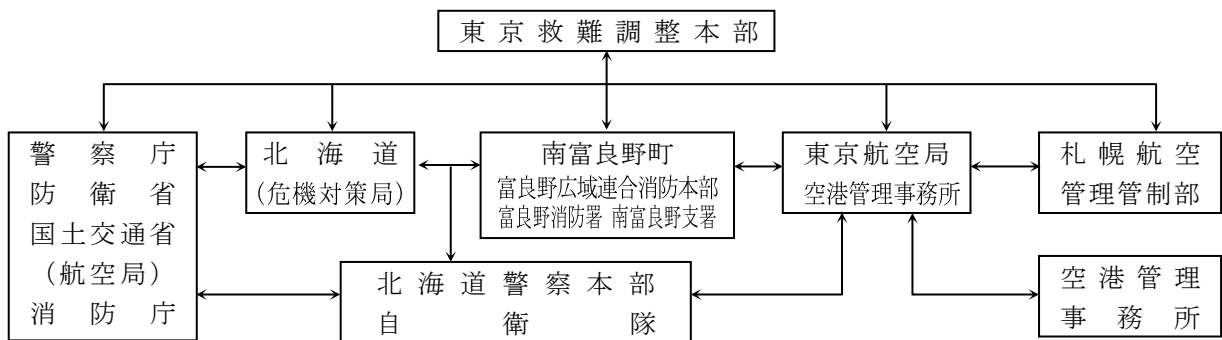 東京救難調整本部
警察庁
防衛省
国土交通省
(航空局)
消防庁
北海道
(危機対策局)
南富良野町
富良野広域連合消防本部
富良野消防署 南富良野支署
東京航空局
空港管理事務所
札幌航空
管理管制部
北海道警察本部
自衛隊
空港管理
事務所